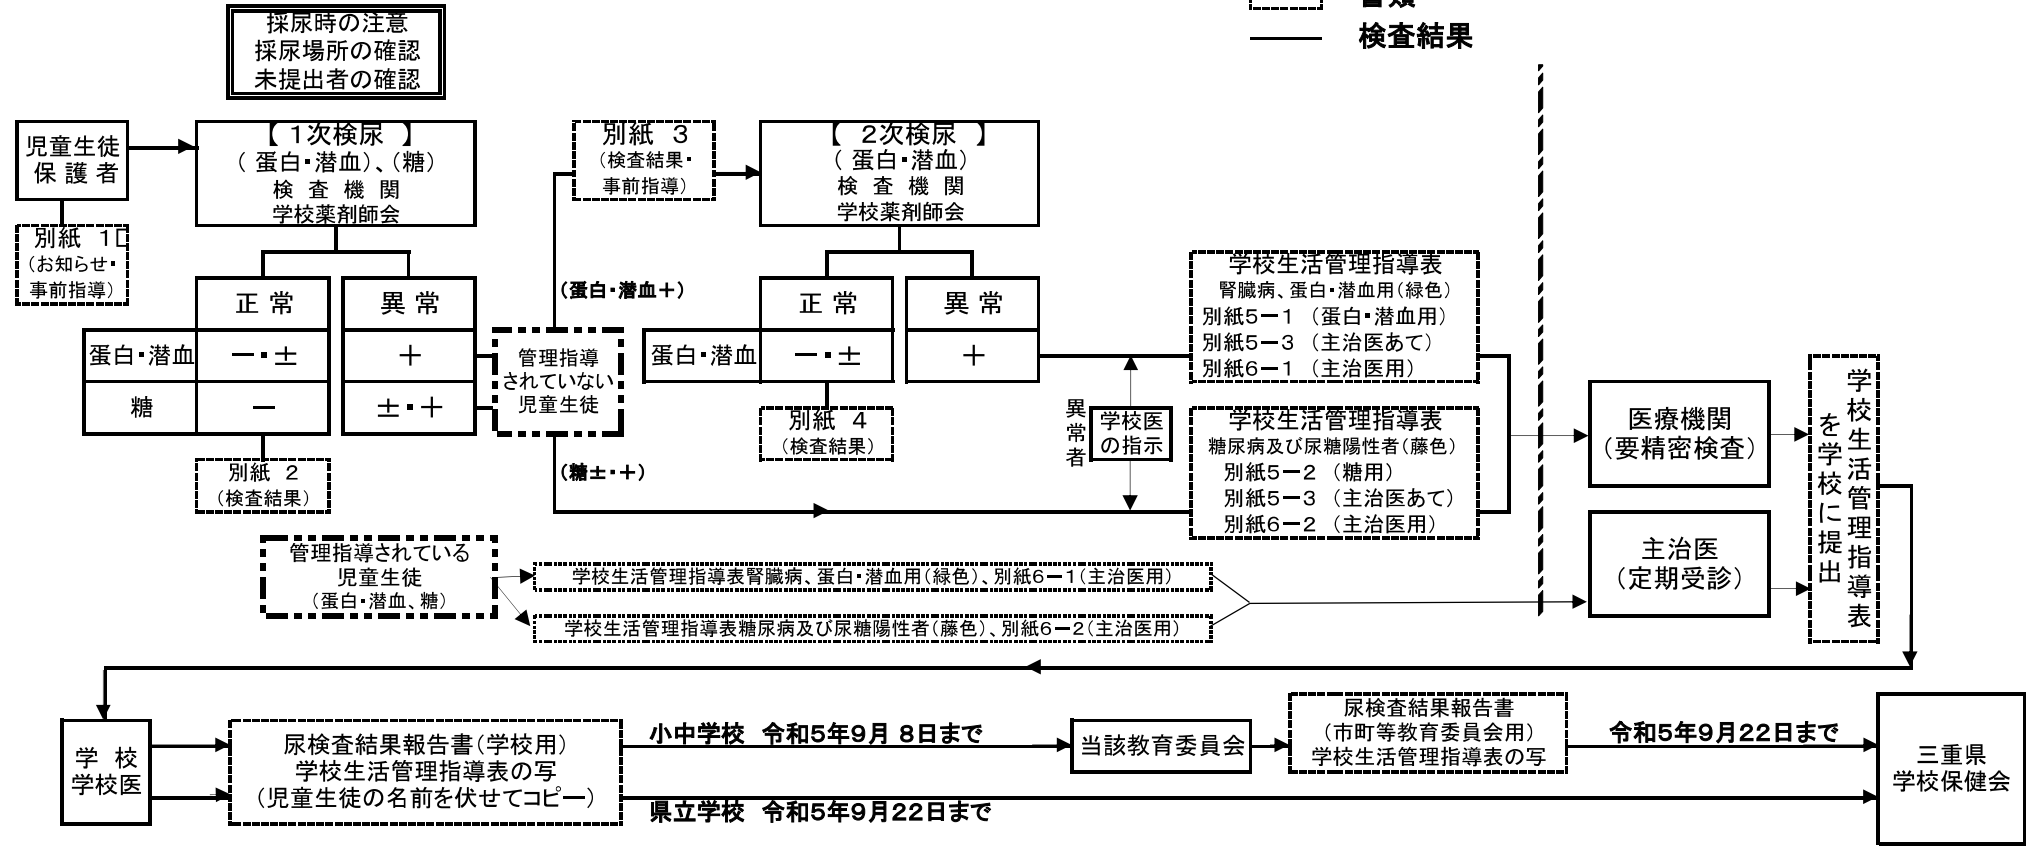 採尿時の注意
採尿場所の確認
未提出者の確認
検査結果
児童生徒
保護者
別紙 1
(お知らせ・
事前指導)
【 1次検尿 】
( 蛋白・潜血)、(糖)
検 査 機 関
学校薬剤師会
正 常
異 常
蛋白・潜血
－・±
＋
糖
－
±・＋
別紙 2
(検査結果)
管理指導
されていない
児童生徒
(蛋白・潜血＋)
(糖±・＋)
別紙 3
(検査結果・
事前指導)
【 2次検尿 】
( 蛋白・潜血)
検 査 機 関
学校薬剤師会
正 常
異 常
蛋白・潜血
－・±
＋
別紙 4
(検査結果)
異常者
学校医
の指示
学校生活管理指導表
腎臓病、蛋白・潜血用(緑色)
別紙5－1 (蛋白・潜血用)
別紙5－3 (主治医あて)
別紙6－1 (主治医用)
学校生活管理指導表
糖尿病及び尿糖陽性者(藤色)
別紙5－2 (糖用)
別紙5－3 (主治医あて)
別紙6－2 (主治医用)
医療機関
(要精密検査)
主治医
(定期受診)
学校生活管理指導表
を学校に提出
管理指導されている
児童生徒
(蛋白・潜血、糖)
学校生活管理指導表腎臓病、蛋白・潜血用(緑色)、別紙6－1(主治医用)
学校生活管理指導表糖尿病及び尿糖陽性者(藤色)、別紙6－2(主治医用)
学 校
学校医
尿検査結果報告書(学校用)
学校生活管理指導表の写
(児童生徒の名前を伏せてコピー)
小中学校 令和5年9月 8日まで
県立学校 令和5年9月22日まで
当該教育委員会
尿検査結果報告書
(市町等教育委員会用)
学校生活管理指導表の写
令和5年9月22日まで
三重県
学校保健会